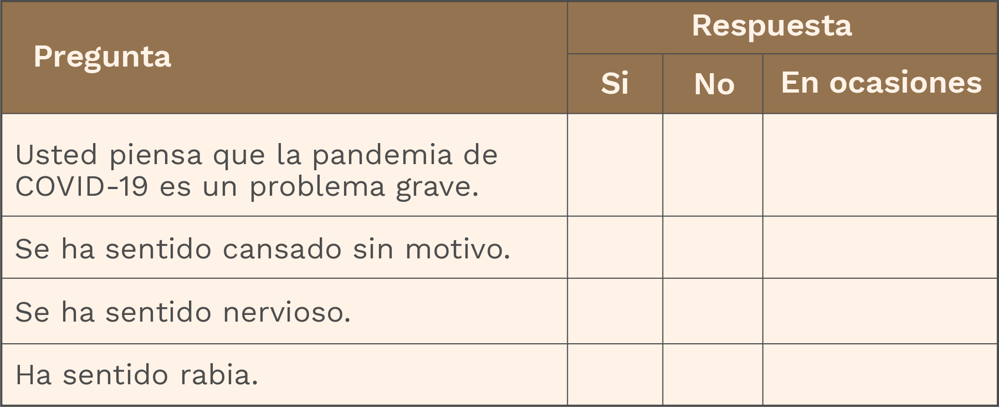 Pregunta
Respuesta
Si
No
En ocasiones
Usted piensa que la pandemia de
COVID-19 es un problema grave.
Se ha sentido cansado sin motivo.
Se ha sentido nervioso.
Ha sentido rabia.